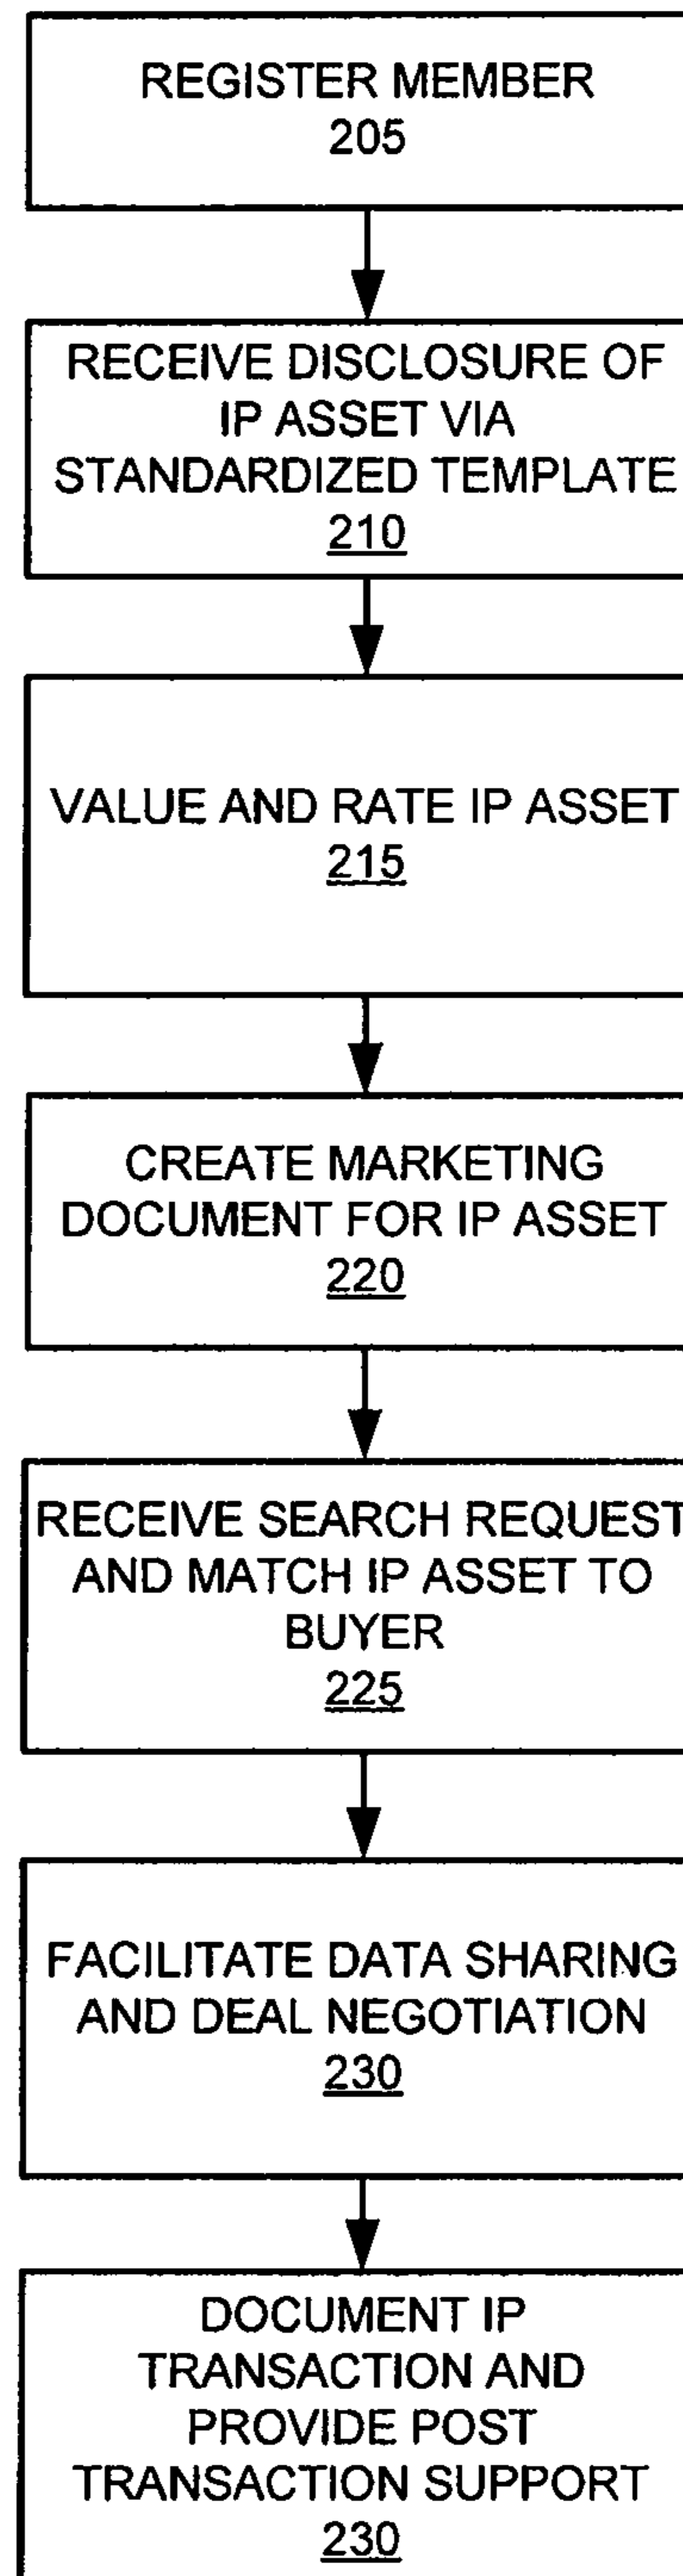 REGISTER MEMBER
205
RECEIVE DISCLOSURE OF
IP ASSET VIA
STANDARDIZED TEMPLATE
210
VALUE AND RATE IP ASSET
215
CREATE MARKETING
DOCUMENT FOR IP ASSET
220
RECEIVE SEARCH REQUEST
AND MATCH IP ASSET TO
BUYER
225
FACILITATE DATA SHARING
AND DEAL NEGOTIATION
230
DOCUMENT IP
TRANSACTION AND
PROVIDE POST
TRANSACTION SUPPORT
230